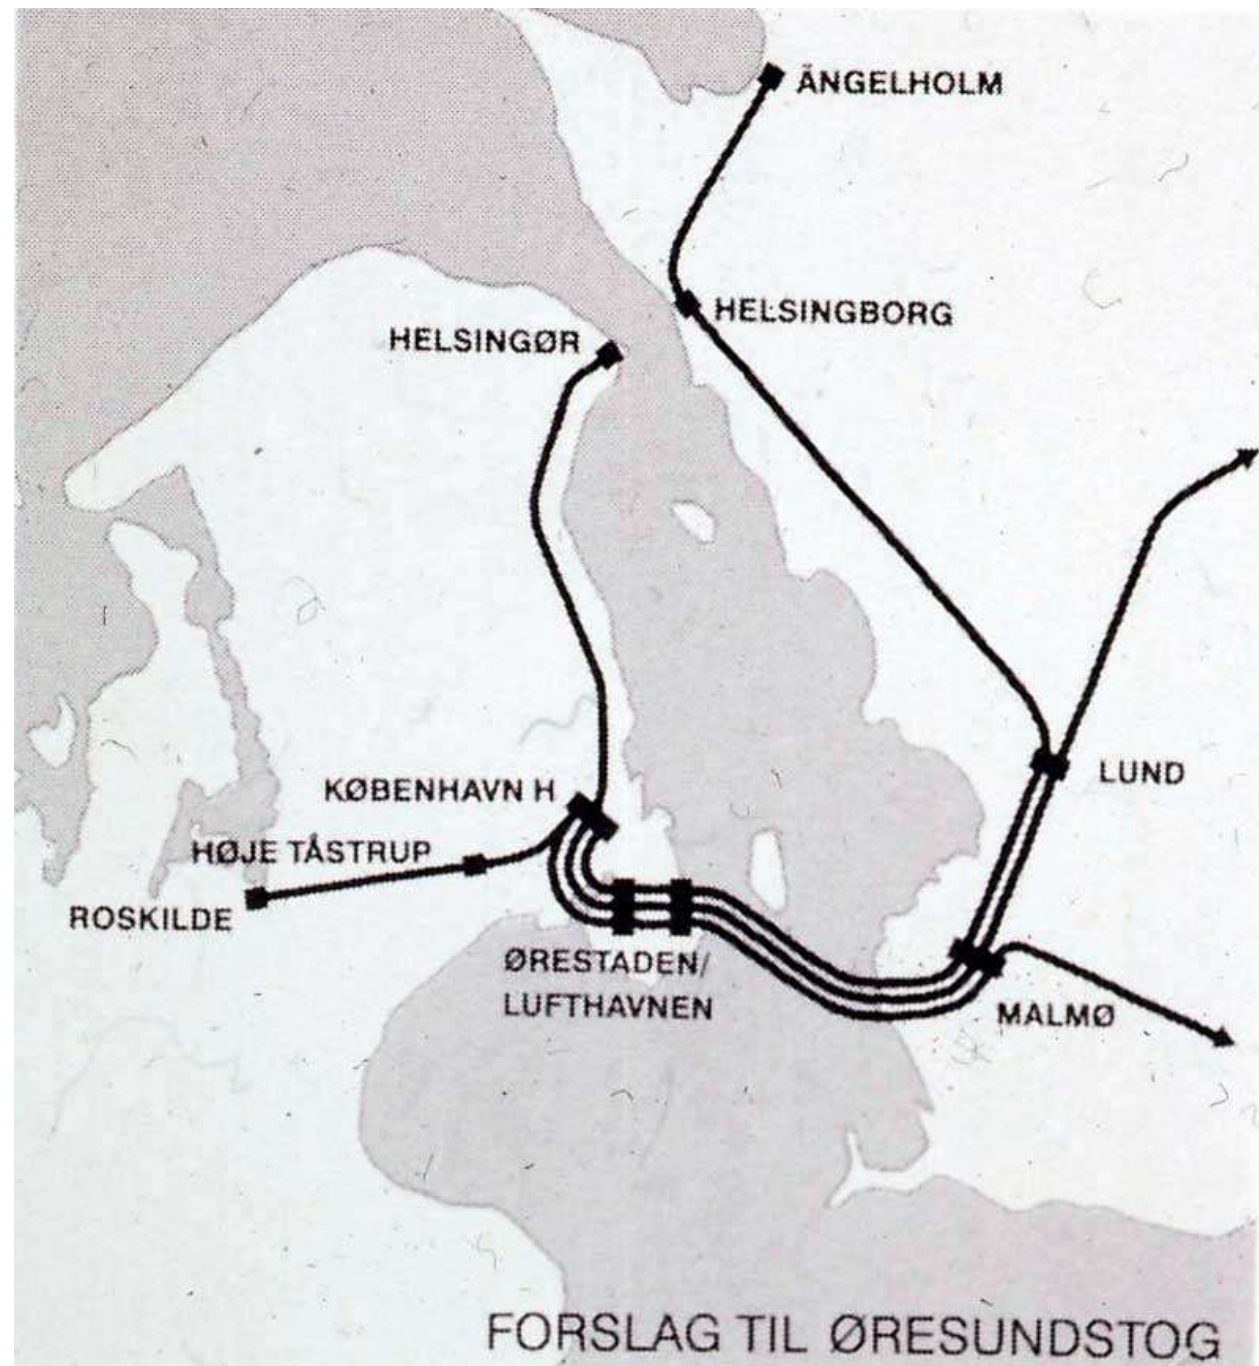 ÄNGELHOLM
HELSINGBORG
HELSINGØR
LUND
KØBENHAVN H
HØJE TÅSTRUP
ROSKILDE
ØRESTADEN/
LUFTHAVNEN
MALMØ
FORSLAG TIL ØRESUNDSTOG